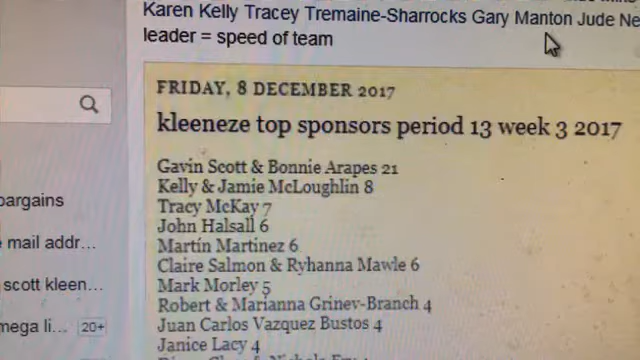 Karen Kelly Tracey Tremaine-Sharrocks Gary Manton Jude Ne
leader = speed of team
FRIDAY, 8 DECEMBER 2017
kleeneze top sponsors period 13 week 3 2017
Gavin Scott & Bonnie Arapes 21
Kelly & Jamie McLoughlin 8
Tracy McKay 7
John Halsall 6
Martin Martinez 6
Claire Salmon & Ryhanna Mawle 6
Mark Morley 5
Robert & Marianna Grinev-Branch 4
Juan Carlos Vazquez Bustos 4
Janice Lacy 4
bargains
mail addr...
scott kleen...
mega li... 20+